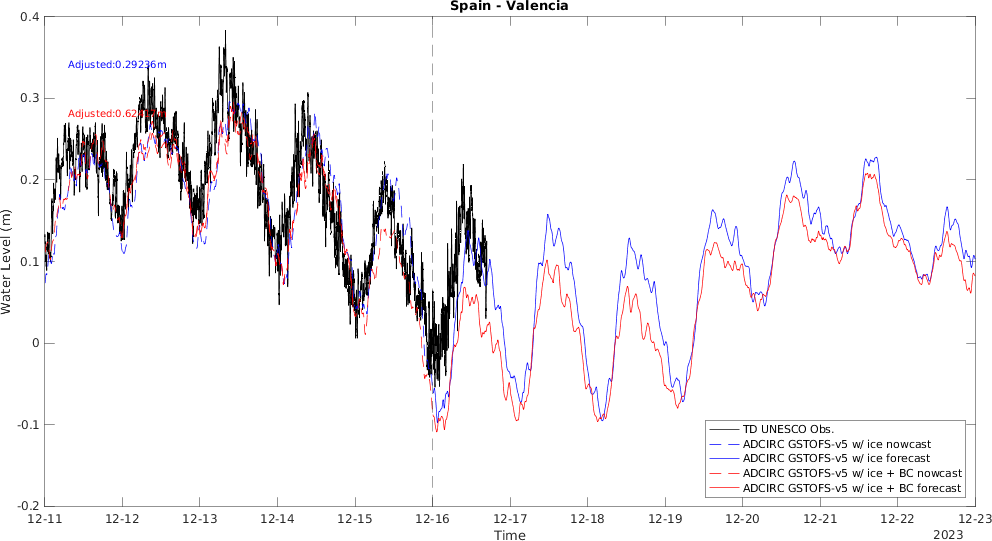 Spain - Valencia
0.4
0.3
0.2
0.1
0
-0.1
-0.2
Water Level (m)
Adjusted:0.29236m
Adjusted:0.62
TD UNESCO Obs.
ADCIRC GSTOFS-v5 w/ ice nowcast
ADCIRC GSTOFS-v5 w/ ice forecast
ADCIRC GSTOFS-v5 w/ ice + BC nowcast
ADCIRC GSTOFS-v5 w/ ice + BC forecast
12-11 12-12 12-13 12-14 12-15 12-16 12-17 12-18 12-19 12-20 12-21 12-22 12-23
Time
2023